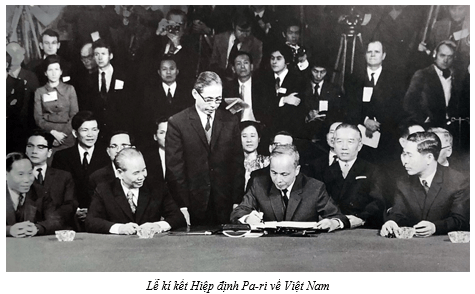 Lễ kí kết Hiệp định Pa-ri về Việt Nam